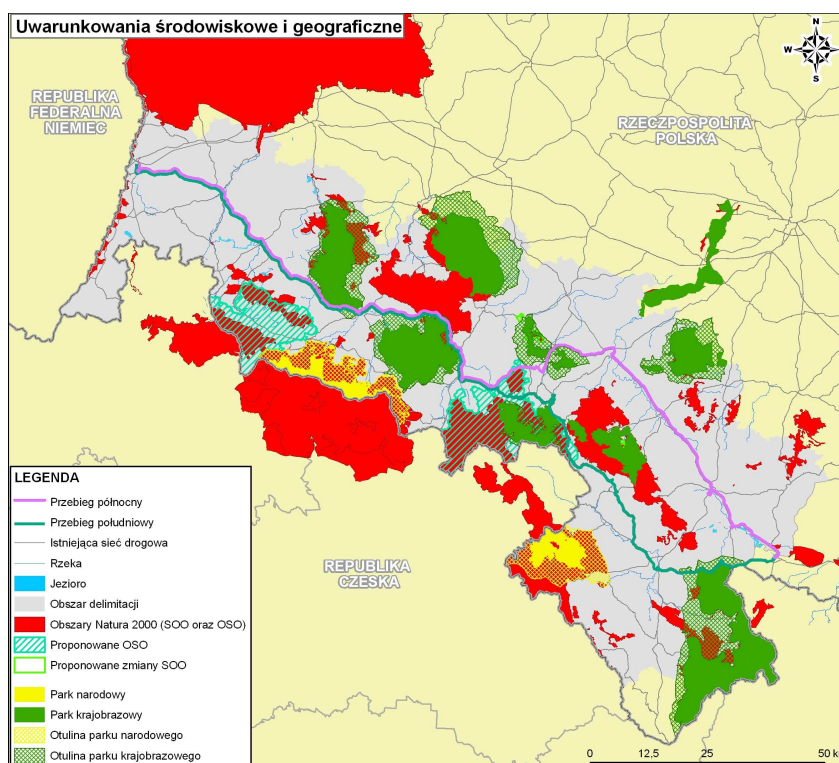 Uwarunkowania środowiskowe i geograficzne
N
W
E
S
REPUBLIKA
FEDERALNA
NIEMIEC
RZECZPOSPOLITA
POLSKA
REPUBLIKA
CZESKA
LEGENDA
Przebieg północny
Przebieg południowy
Istniejąca sieć drogowa
Rzeka
Jezioro
Obszar delimitacji
Obszary Natura 2000 (SOO oraz OSO)
Proponowane OSO
Proponowane zmiany SOO
Park narodowy
Park krajobrazowy
Otulina parku narodowego
Otulina parku krajobrazowego
0 12,5 25 50 k